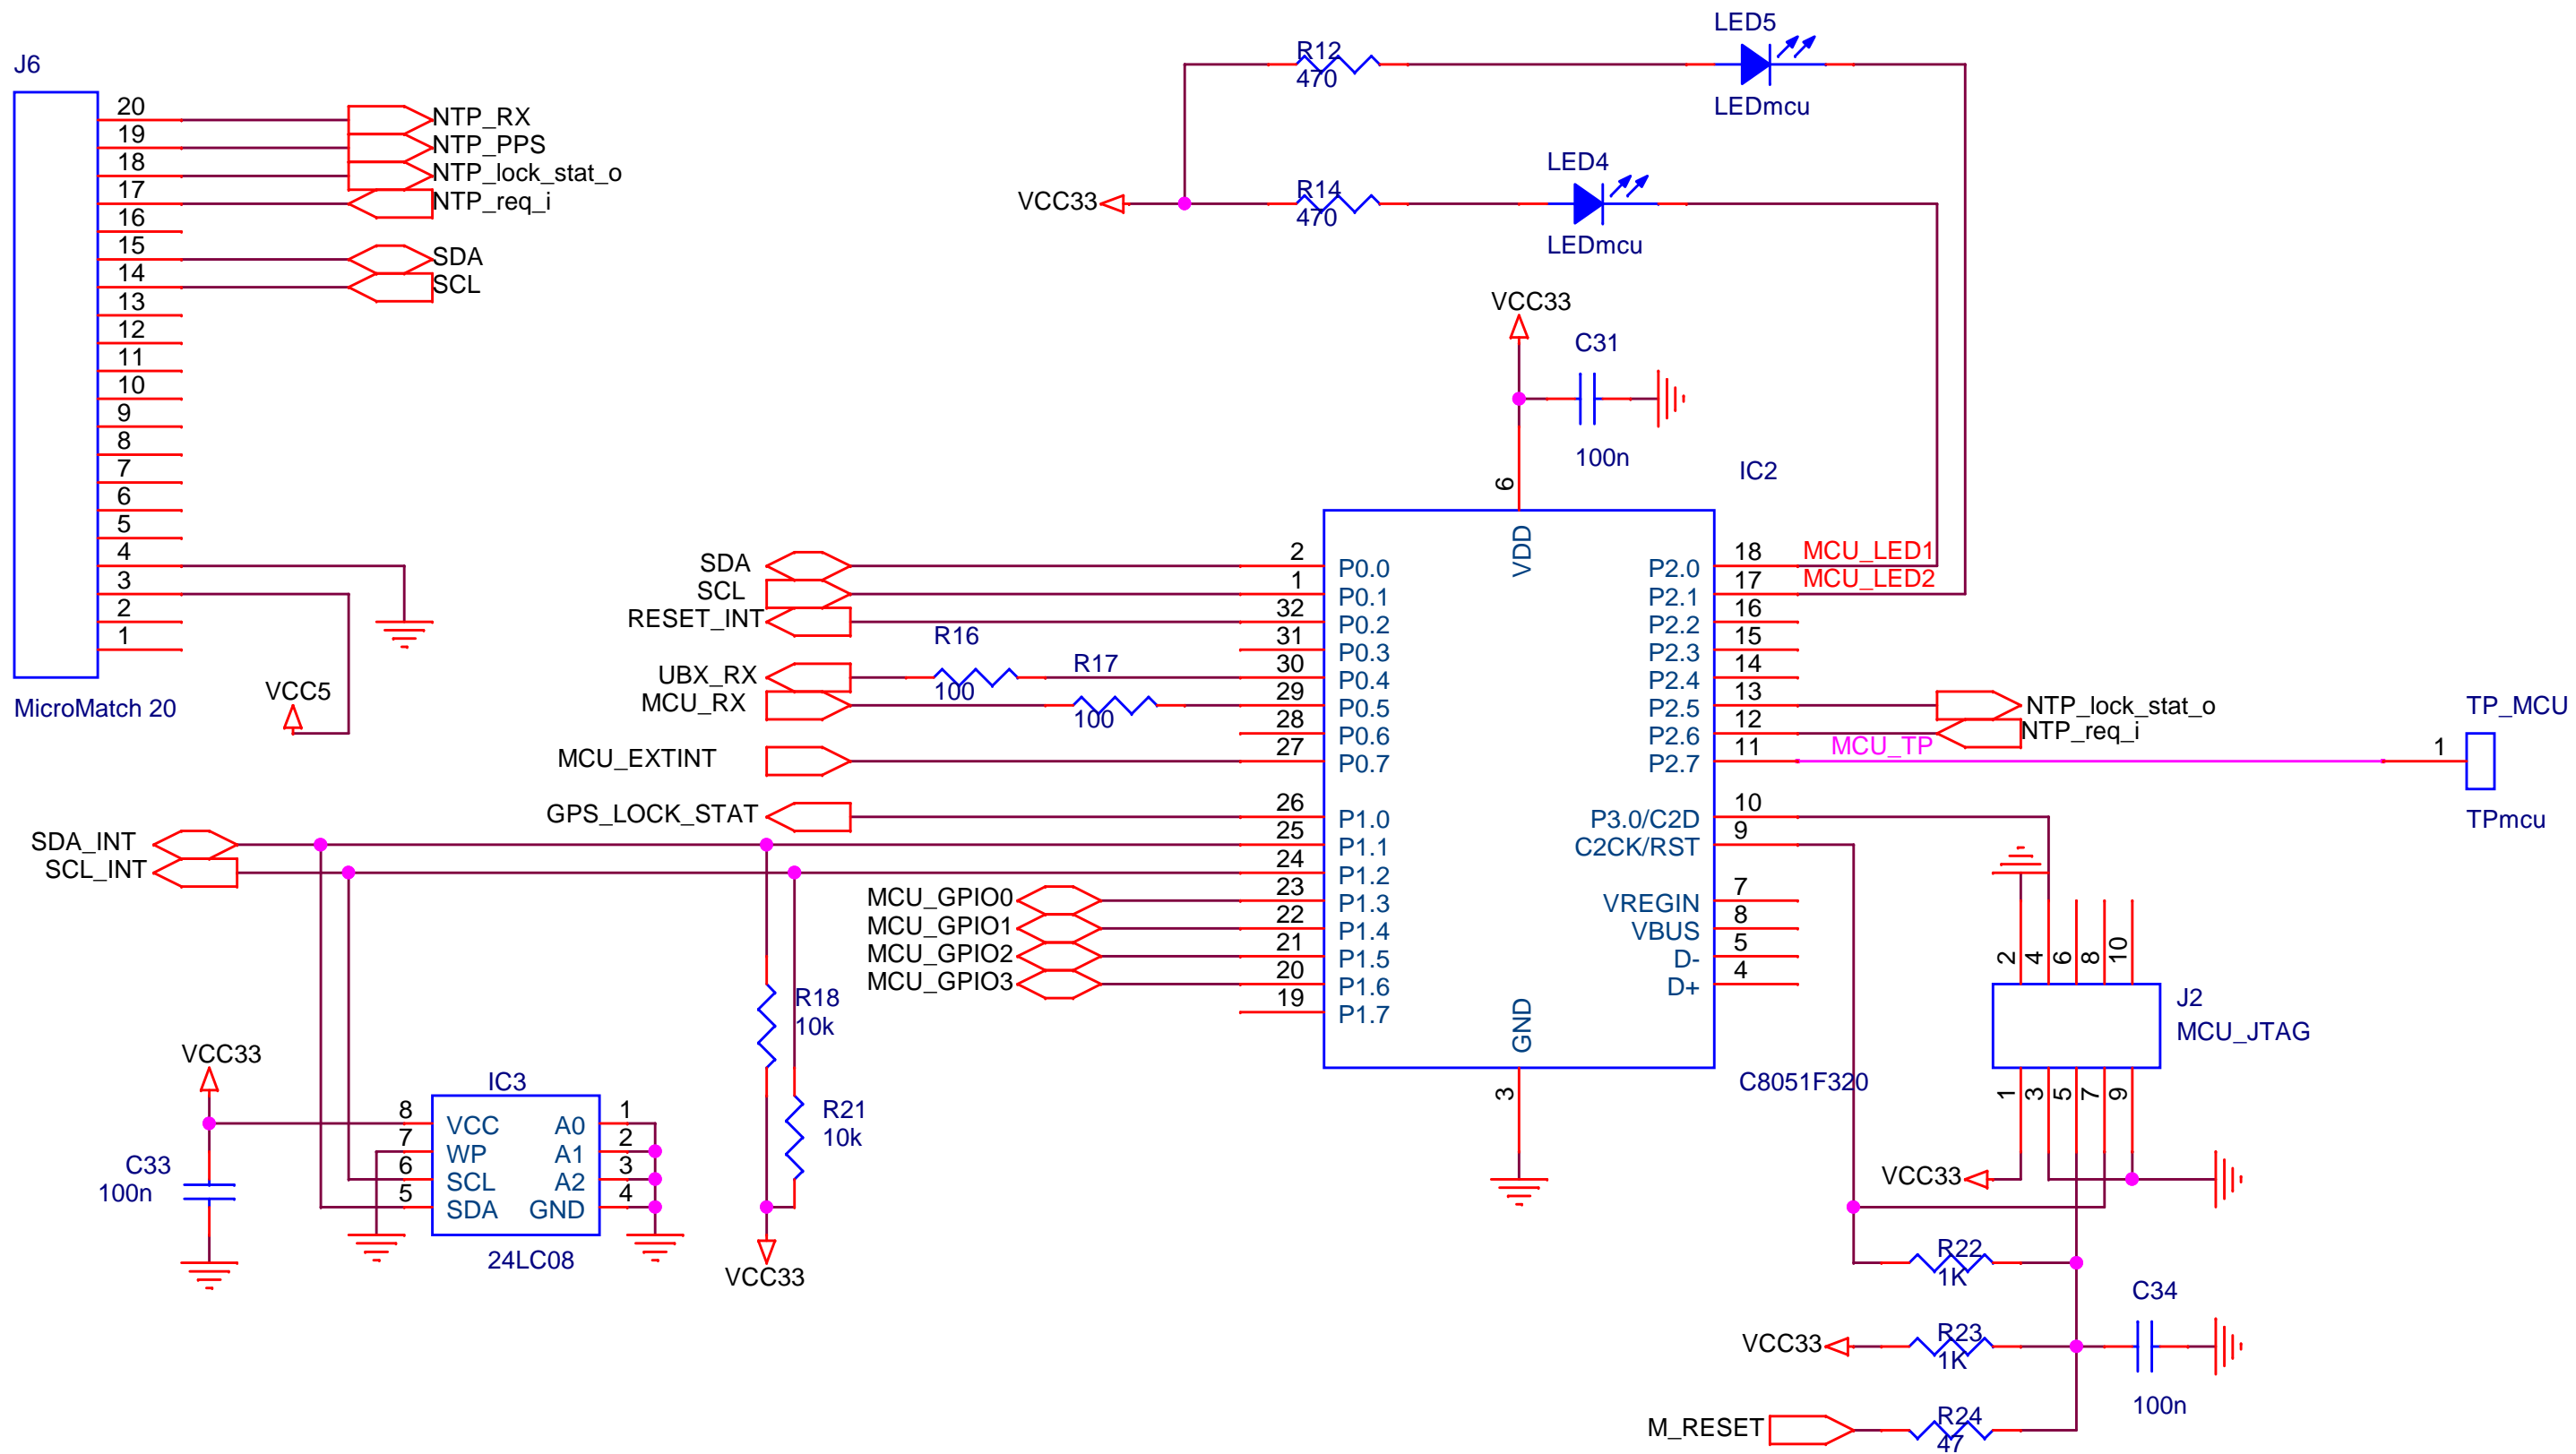 J6
20
NTP_RX
19
NTP_PPS
18
NTP_lock_stat_o
17
NTP_req_i
16
15
SDA
14
SCL
13
12
11
10
9
8
7
6
5
4
3
2
1
MicroMatch 20
VCC5
R12
470
LED5
LEDmcu
VCC33
R14
470
LED4
LEDmcu
VCC33
C31
100n
IC2
6
VDD
SDA
2
P0.0
SCL
1
P0.1
RESET_INT
32
P0.2
31
P0.3
UBX_RX
R16
100
30
P0.4
MCU_RX
R17
100
29
P0.5
28
P0.6
MCU_EXTINT
27
P0.7
GPS_LOCK_STAT
26
P1.0
SDA_INT
25
P1.1
SCL_INT
24
P1.2
MCU_GPIO0
23
P1.3
MCU_GPIO1
22
P1.4
MCU_GPIO2
21
P1.5
MCU_GPIO3
20
P1.6
19
P1.7
P2.0
18
MCU_LED1
P2.1
17
MCU_LED2
P2.2
16
P2.3
15
P2.4
14
P2.5
13
NTP_lock_stat_o
P2.6
12
NTP_req_i
P2.7
11
MCU_TP
1
TP_MCU
TPmcu
P3.0/C2D
10
C2CK/RST
9
VREGIN
7
VBUS
8
D-
5
D+
4
GND
3
C8051F320
R18
10k
R21
10k
VCC33
VCC33
C33
100n
IC3
8
VCC
A0
1
7
WP
A1
2
6
SCL
A2
3
5
SDA
GND
4
24LC08
2
4
6
8
10
J2
MCU_JTAG
1
3
5
7
9
VCC33
R22
1K
VCC33
R23
1K
C34
100n
M_RESET
R24
47